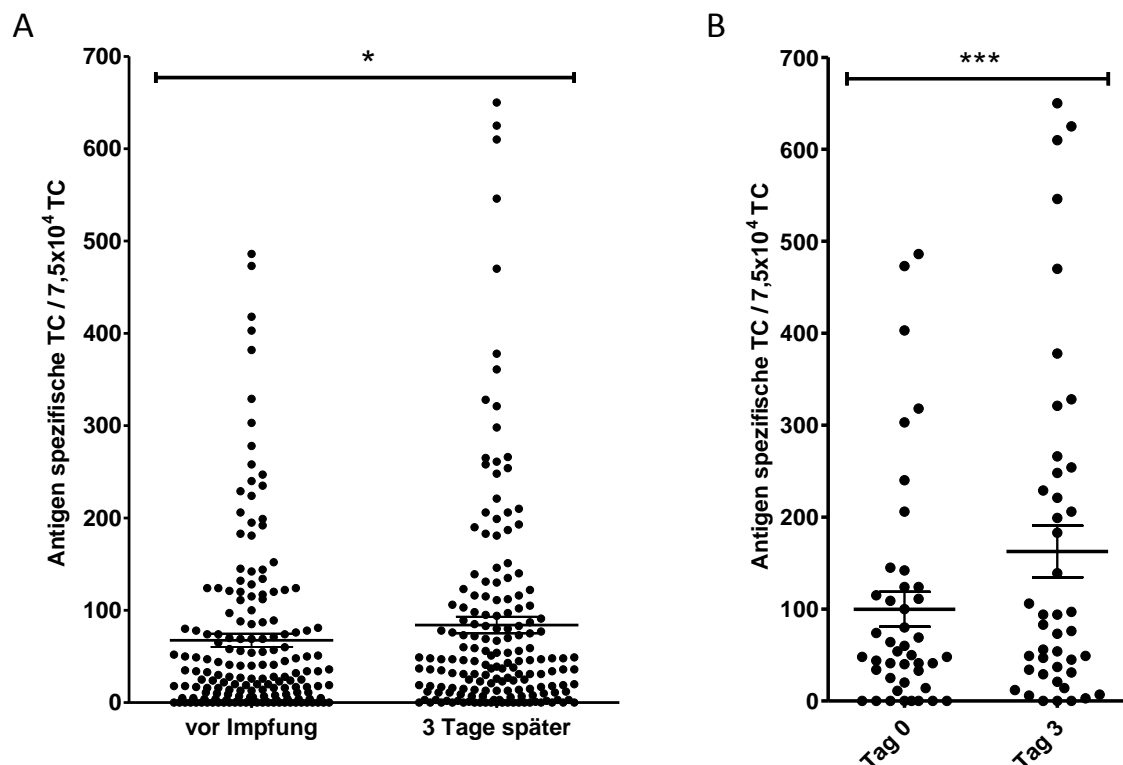 A
Antigen spezifische TC / 7,5x10⁴ TC
700
600
500
400
300
200
100
0
*
vor Impfung
3 Tage später
B
Antigen spezifische TC / 7,5x10⁴ TC
700
600
500
400
300
200
100
0
***
Tag 0
Tag 3